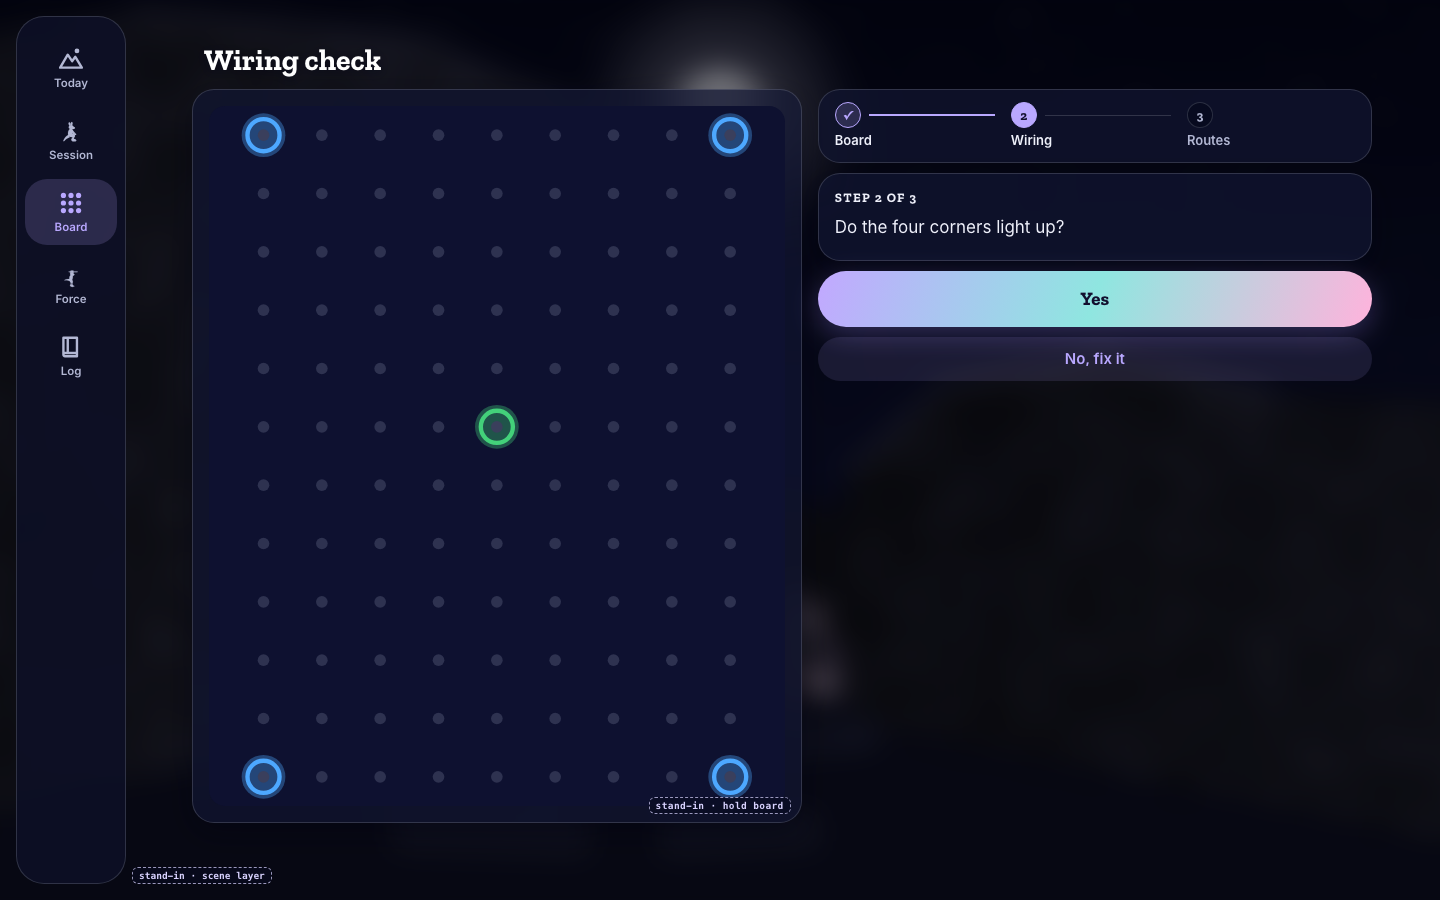 Wiring check
Today
Session
Board
Force
Log
✓ 2
2
3
Board
Wiring
Routes
STEP 2 OF 3
Do the four corners light up?
Yes
No, fix it
stand-in · hold board
stand-in · scene layer